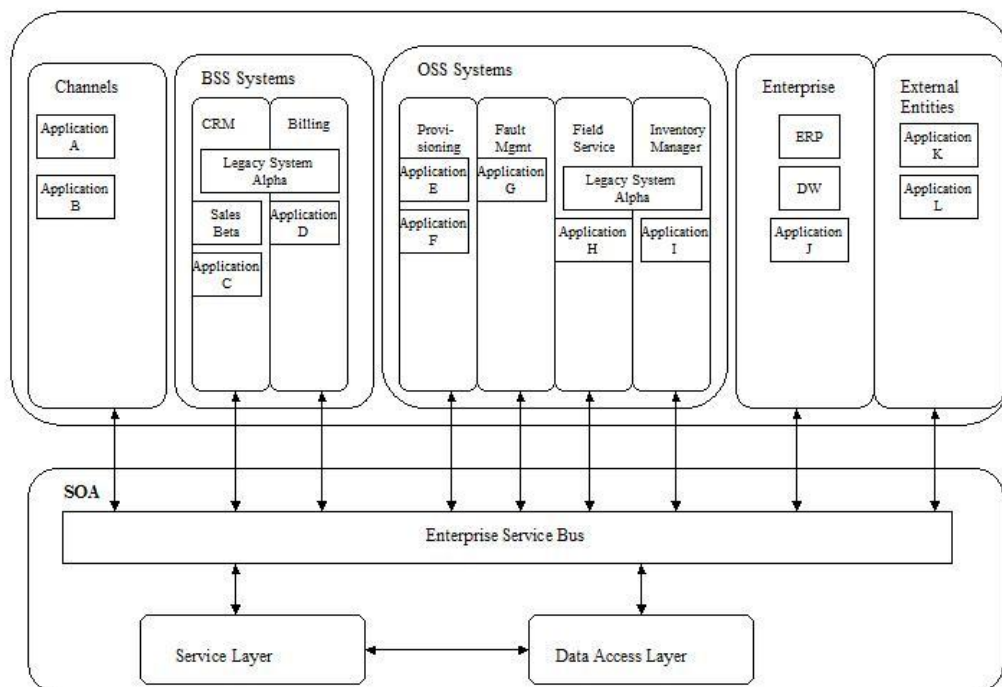 Channels
Application
A
Application
B
BSS Systems
CRM
Billing
Legacy System
Alpha
Sales
Beta
Application
D
Application
C
OSS Systems
Provi-
sioning
Fault
Mgmt
Field
Service
Inventory
Manager
Application
E
Application
G
Legacy System
Alpha
Application
F
Application
H
Application
I
Enterprise
ERP
DW
Application
J
External
Entities
Application
K
Application
L
SOA
Enterprise Service Bus
Service Layer
Data Access Layer